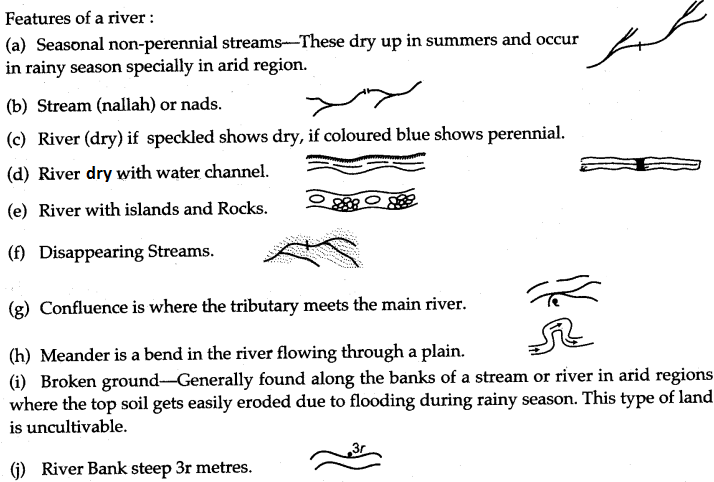 Features of a river :
(a) Seasonal non-perennial streams—These dry up in summers and occur
in rainy season specially in arid region.
(b) Stream (nallah) or nads.
(c) River (dry) if speckled shows dry, if coloured blue shows perennial.
(d) River dry with water channel.
(e) River with islands and Rocks.
(f) Disappearing Streams.
(g) Confluence is where the tributary meets the main river.
(h) Meander is a bend in the river flowing through a plain.
(i) Broken ground—Generally found along the banks of a stream or river in arid regions
where the top soil gets easily eroded due to flooding during rainy season. This type of land
is uncultivable.
3r
(j) River Bank steep 3r metres.